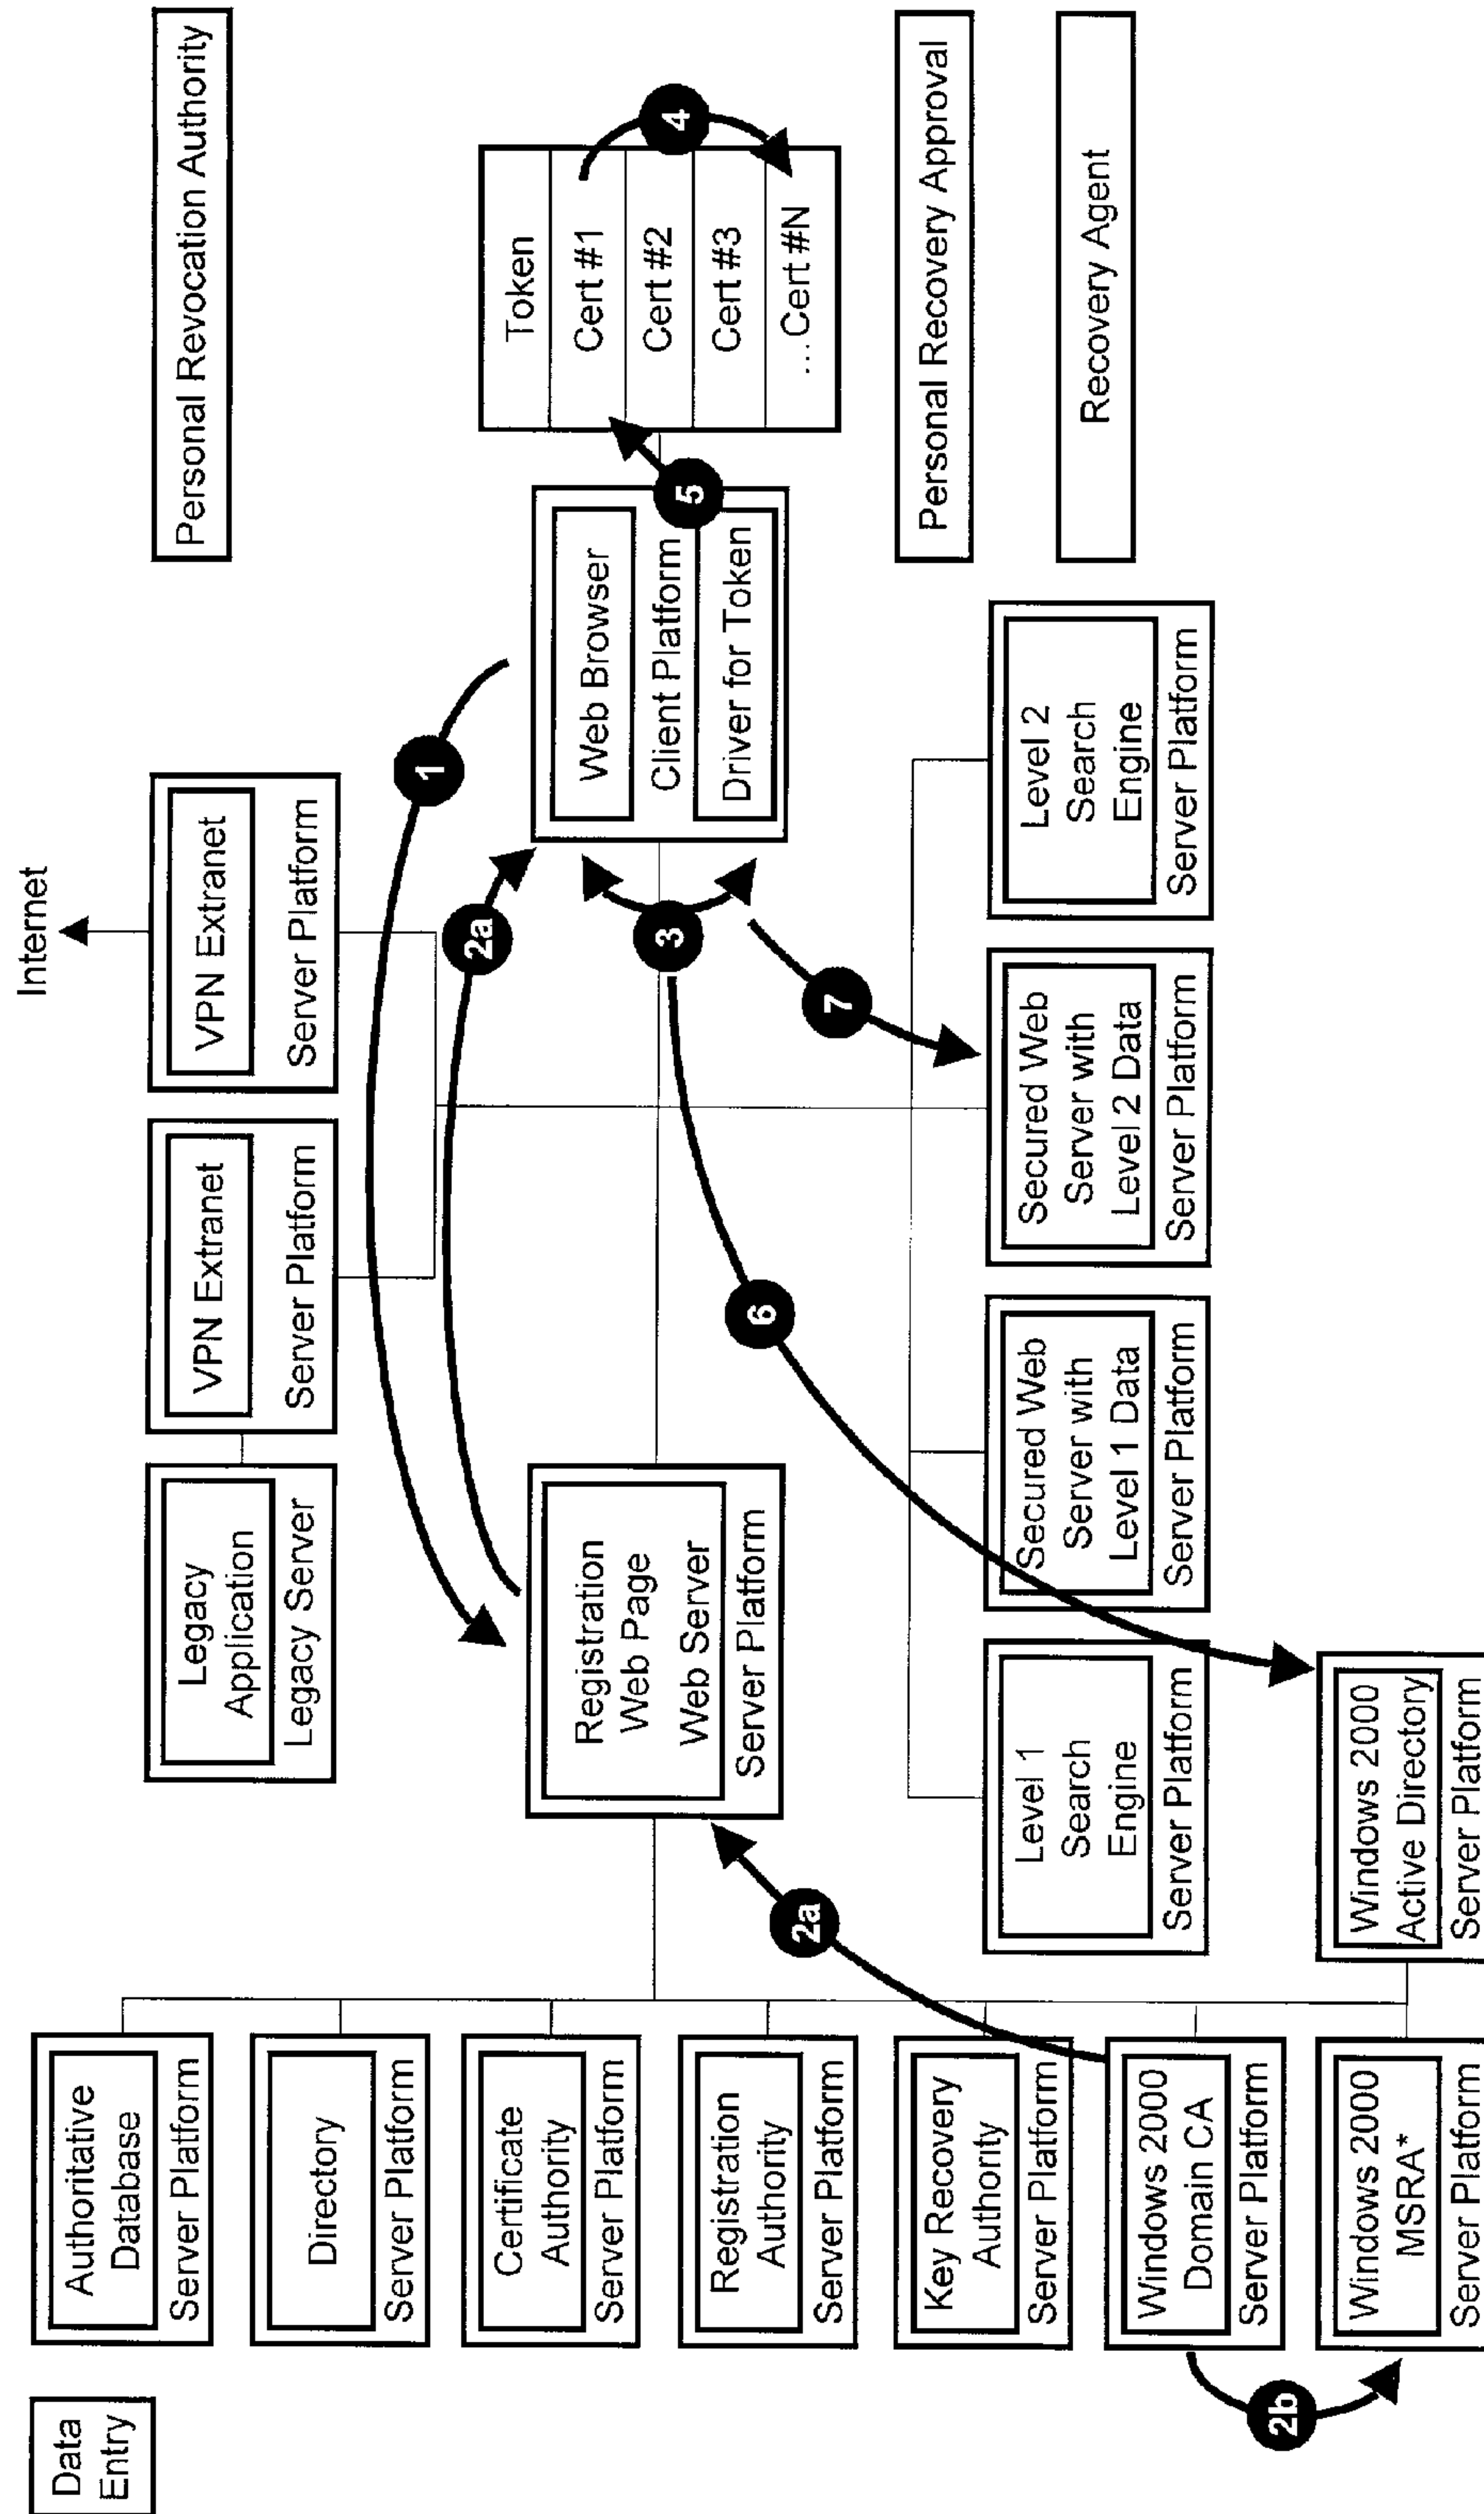 Data
Entry
Authoritative
Database
Server Platform
Directory
Server Platform
Certificate
Authority
Server Platform
Registration
Authority
Server Platform
Key Recovery
Authority
Server Platform
Windows 2000
Domain CA
Server Platform
Windows 2000
MSRA*
Server Platform
2b
2a
Legacy
Application
Legacy Server
VPN Extranet
Server Platform
VPN Extranet
Server Platform
Internet
Personal Revocation Authority
1
2a
Registration
Web Page
Web Server
Server Platform
3
Web Browser
Client Platform
Driver for Token
5
Token
Cert #1
Cert #2
Cert #3
...Cert #N
4
6
7
Level 1
Search
Engine
Server Platform
Secured Web
Server with
Level 1 Data
Server Platform
Secured Web
Server with
Level 2 Data
Server Platform
Level 2
Search
Engine
Server Platform
Personal Recovery Approval
Recovery Agent
Windows 2000
Active Directory
Server Platform